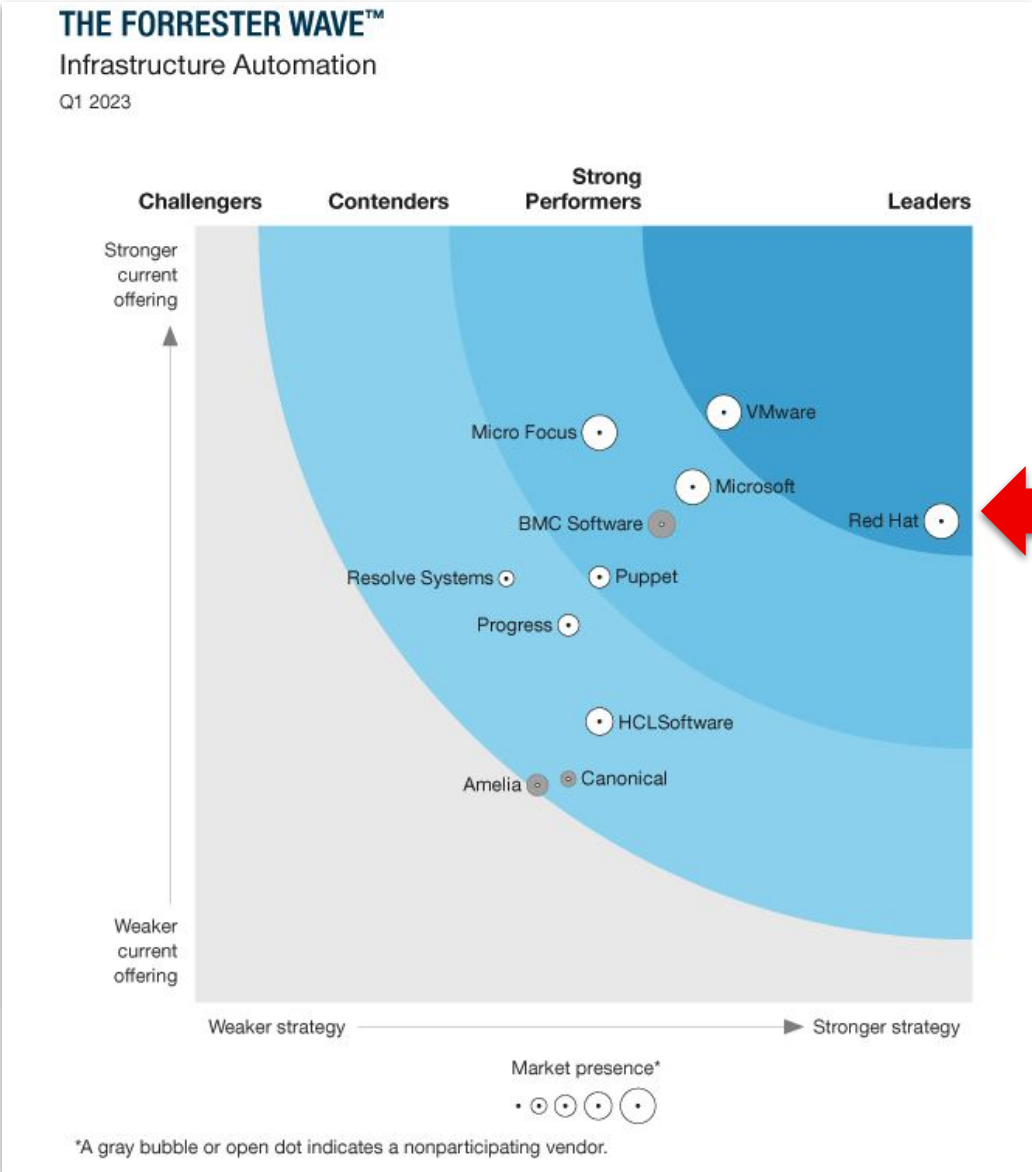 THE FORRESTER WAVE™
Infrastructure Automation
Q1 2023
Challengers
Contenders
Strong
Performers
Leaders
Stronger
current
offering
VMware
Micro Focus
Microsoft
Red Hat
BMC Software
Resolve Systems
Puppet
Progress
HCLSoftware
Canonical
Amelia
Weaker
current
offering
Weaker strategy
Stronger strategy
Market presence*
*A gray bubble or open dot indicates a nonparticipating vendor.